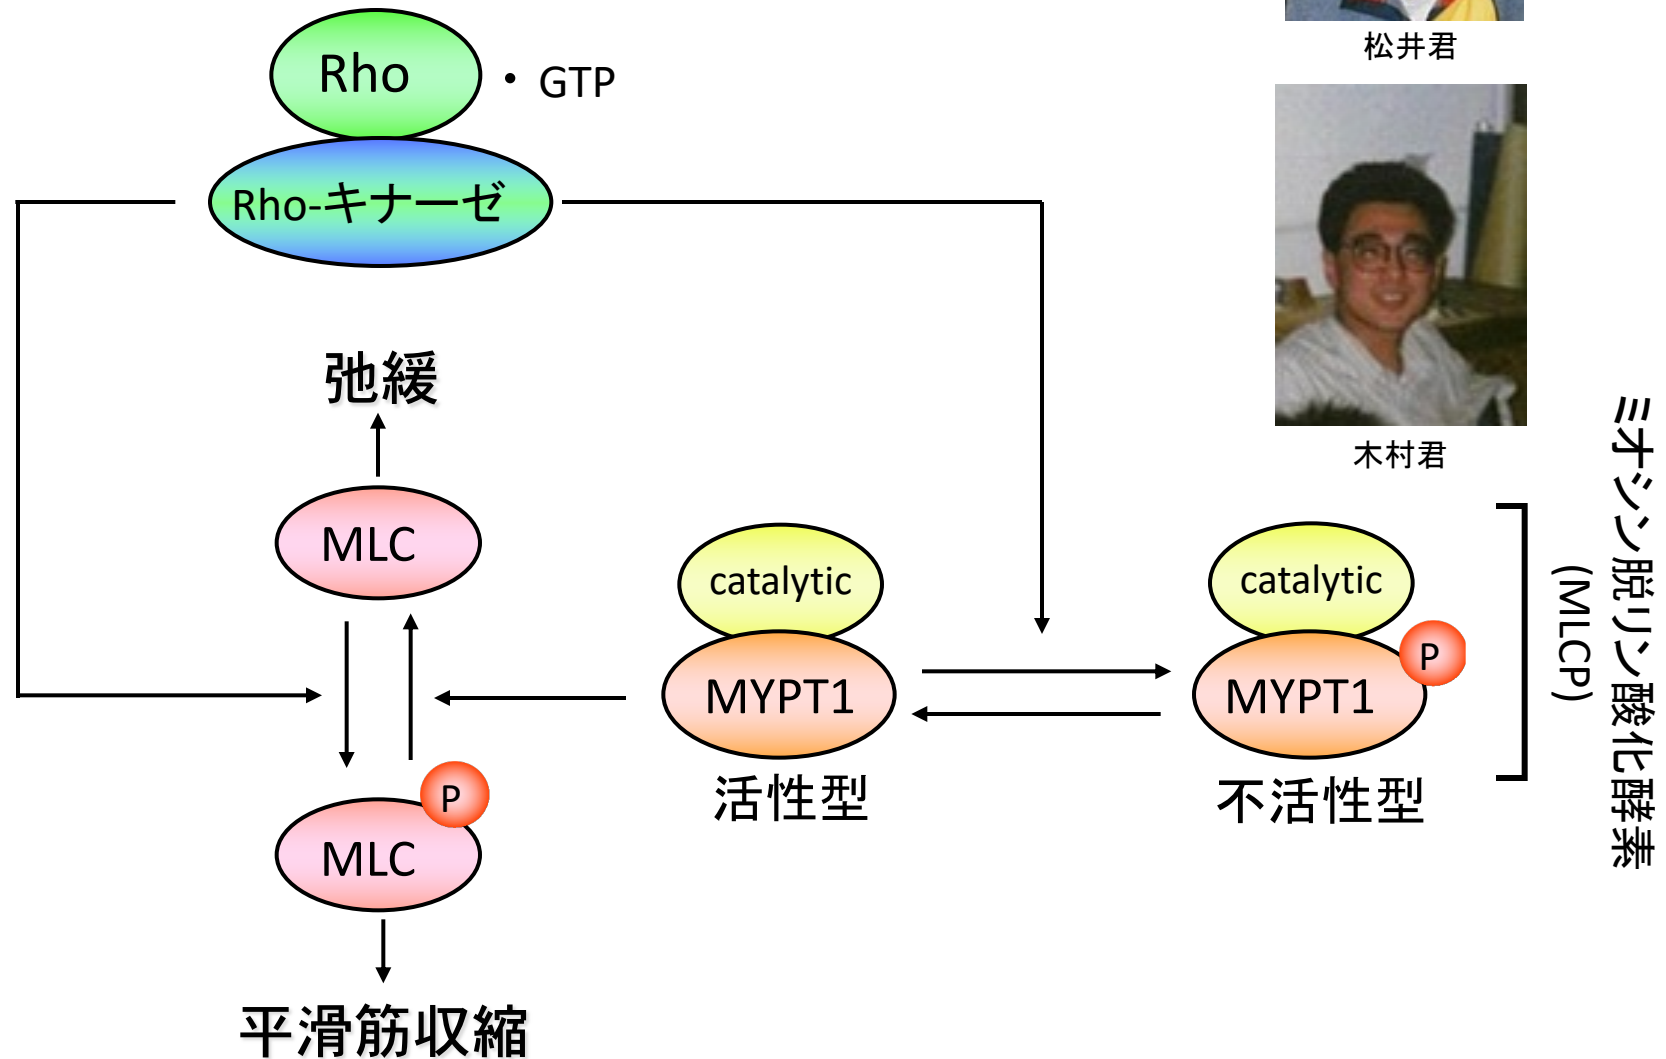 松井君
Rho
・GTP
Rho-キナーゼ
木村君
弛緩
MLC
catalytic
MYPT1
活性型
catalytic
MYPT1
P
不活性型
ミオシン脱リン酸化酵素
(MLCP)
P
MLC
平滑筋収縮